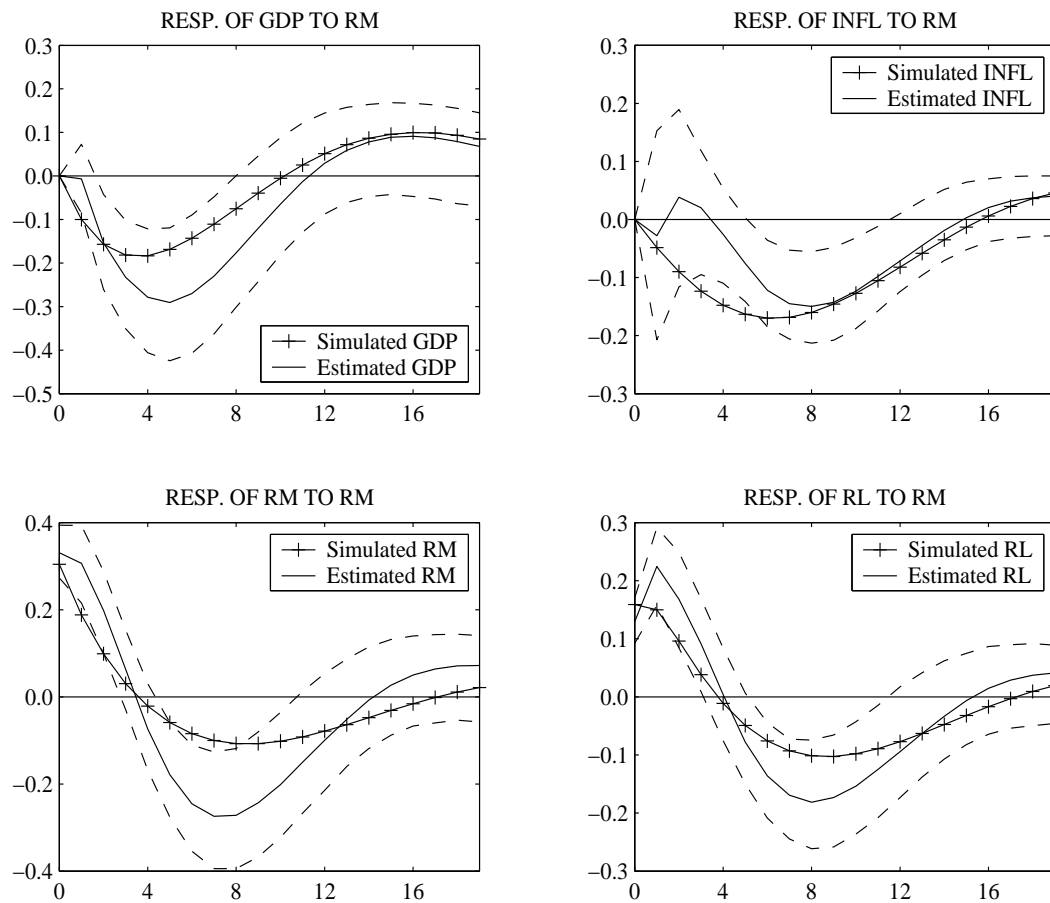 RESP. OF GDP TO RM
0.3
0.2
0.1
0.0
−0.1
−0.2
−0.3
−0.4
−0.5
0 4 8 12 16
Simulated GDP
Estimated GDP
RESP. OF INFL TO RM
0.3
0.2
0.1
0.0
−0.1
−0.2
−0.3
0 4 8 12 16
Simulated INFL
Estimated INFL
RESP. OF RM TO RM
0.4
0.2
0.0
−0.2
−0.4
0 4 8 12 16
Simulated RM
Estimated RM
RESP. OF RL TO RM
0.3
0.2
0.1
0.0
−0.1
−0.2
−0.3
0 4 8 12 16
Simulated RL
Estimated RL